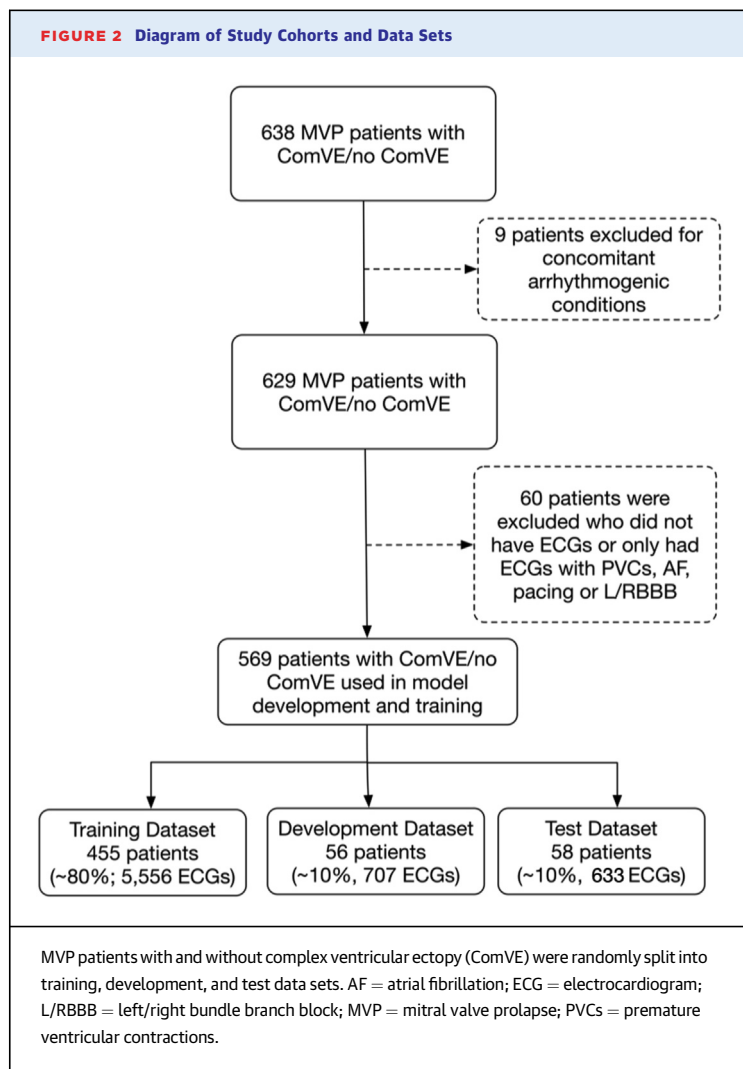 FIGURE 2 Diagram of Study Cohorts and Data Sets
638 MVP patients with
ComVE/no ComVE
9 patients excluded for
concomitant
arrhythmogenic
conditions
629 MVP patients with
ComVE/no ComVE
60 patients were
excluded who did not
have ECGs or only had
ECGs with PVCs, AF,
pacing or L/RBBB
569 patients with ComVE/no
ComVE used in model
development and training
Training Dataset
455 patients
(~80%; 5,556 ECGs)
Development Dataset
56 patients
(~10%, 707 ECGs)
Test Dataset
58 patients
(~10%, 633 ECGs)
MVP patients with and without complex ventricular ectopy (ComVE) were randomly split into
training, development, and test data sets. AF = atrial fibrillation; ECG = electrocardiogram;
L/RBBB = left/right bundle branch block; MVP = mitral valve prolapse; PVCs = premature
ventricular contractions.